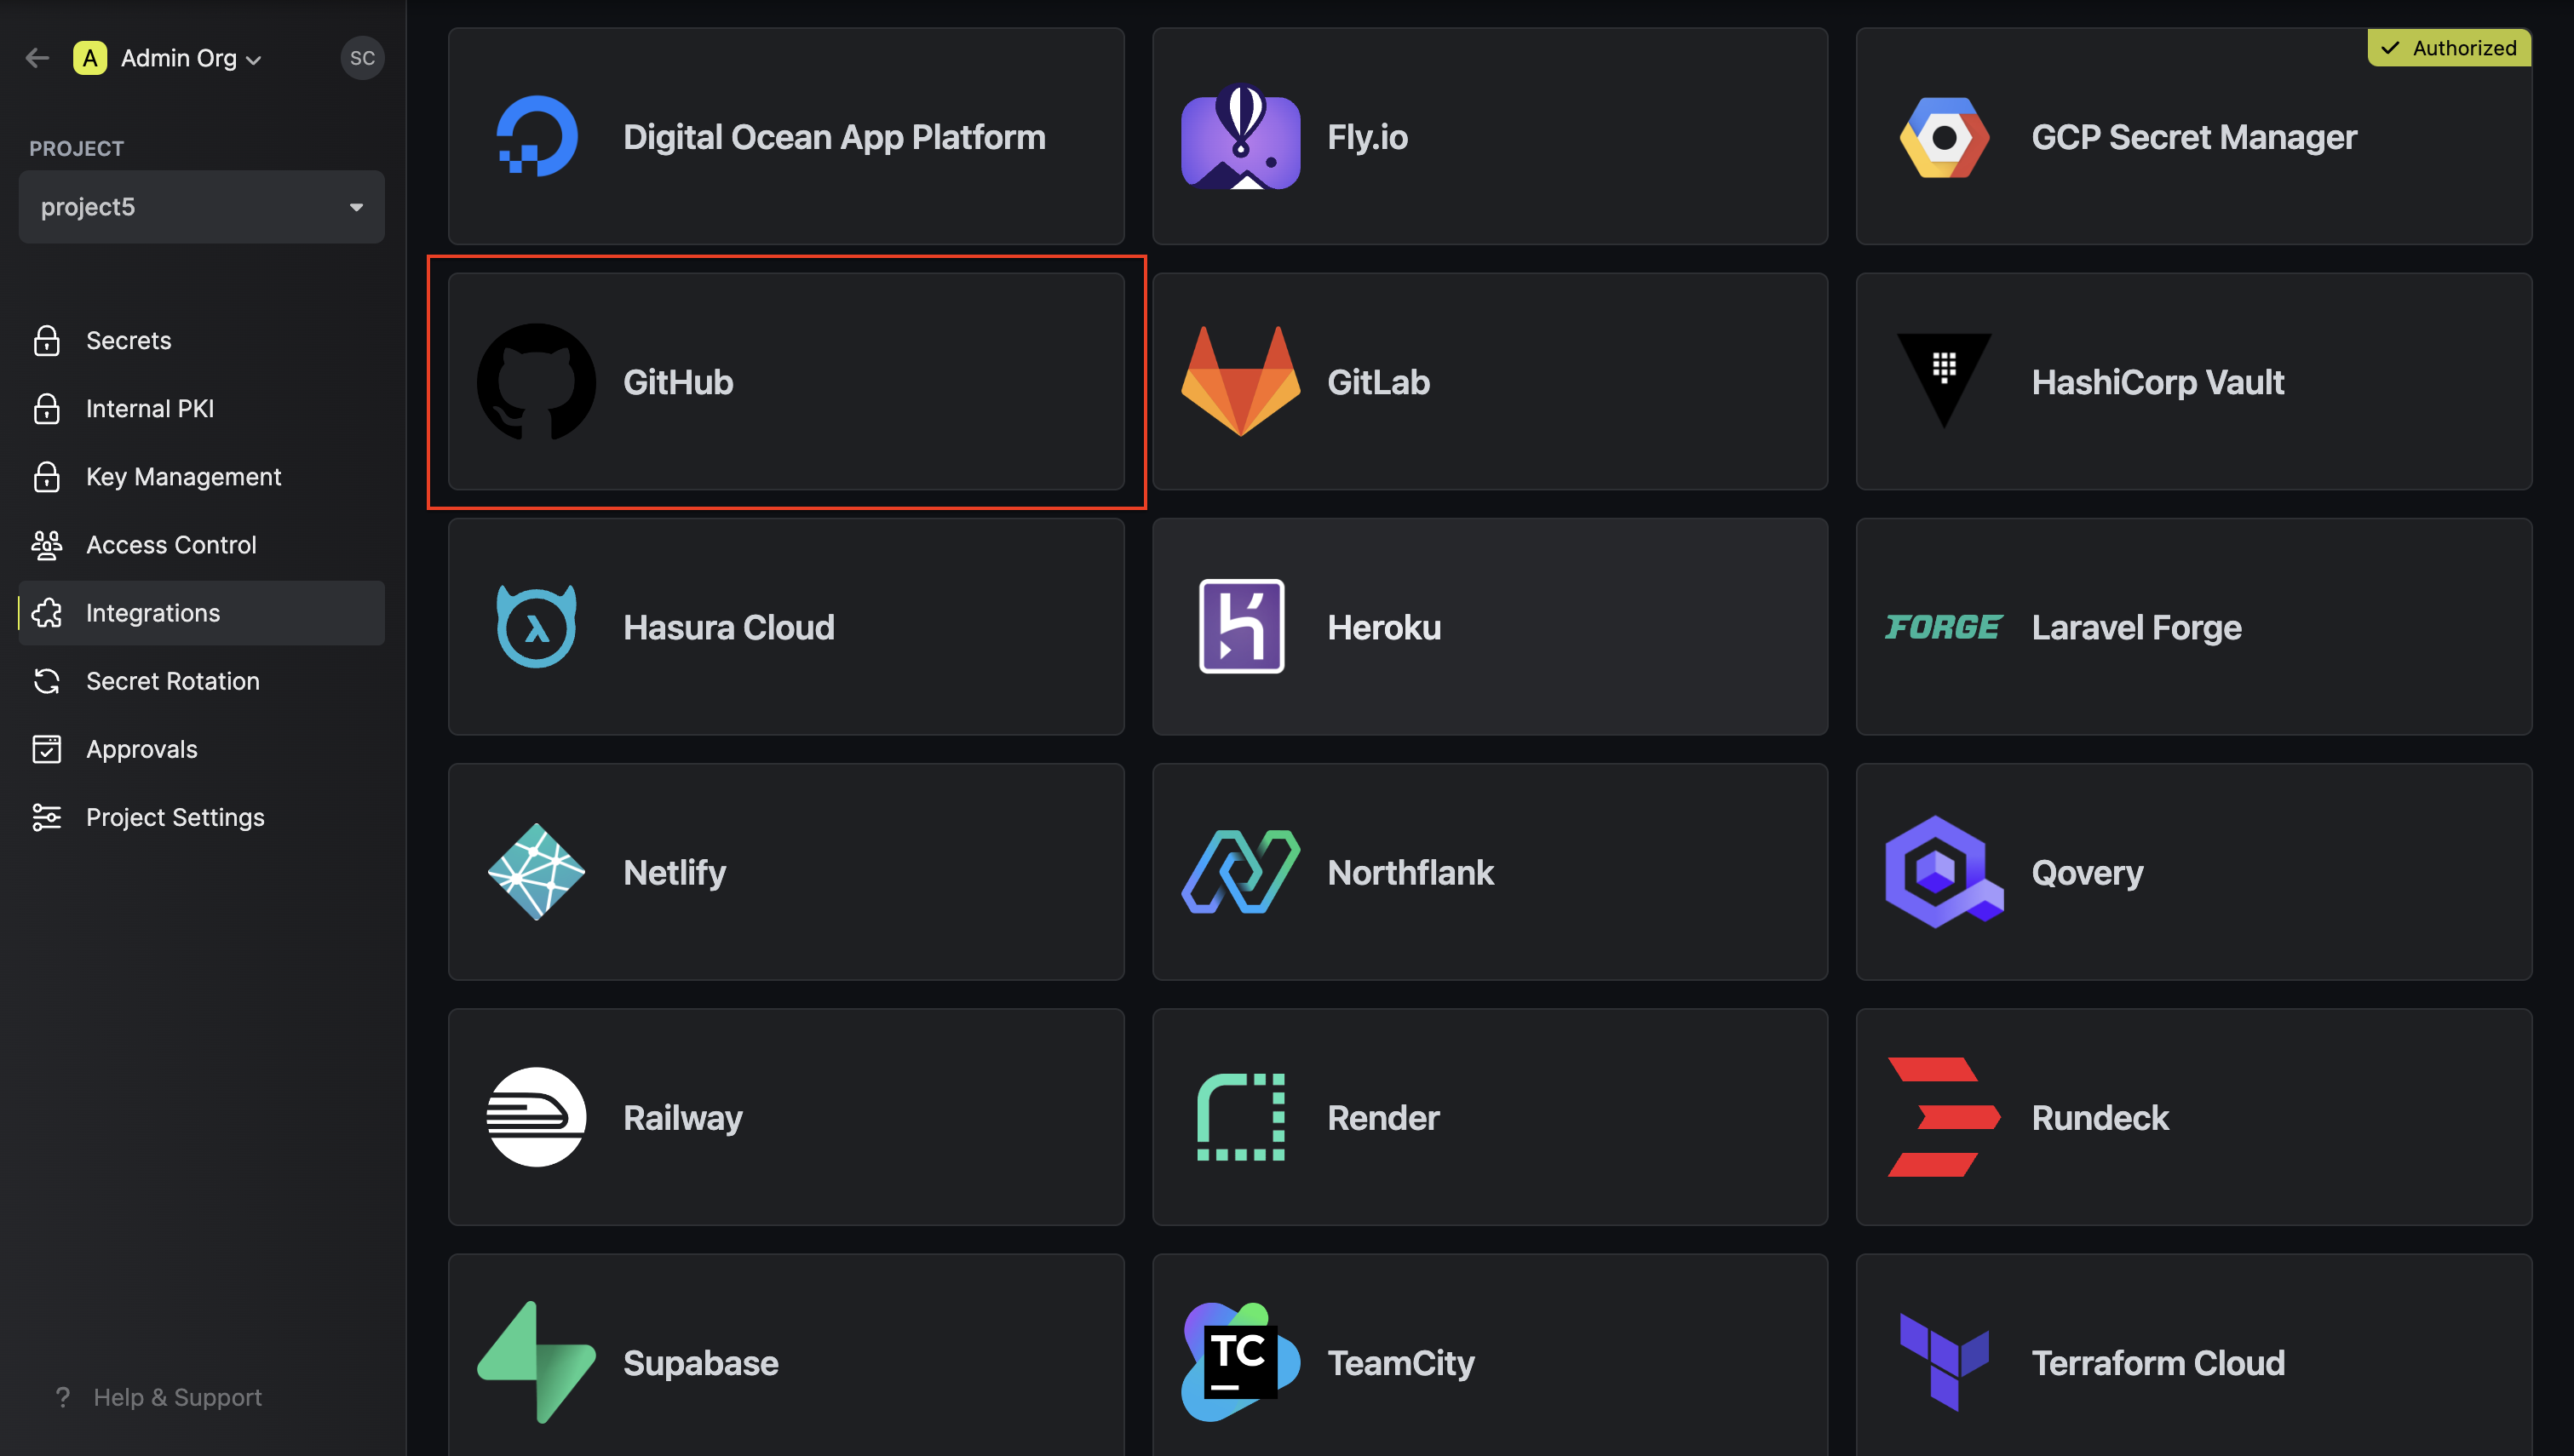 A Admin Org
SC
PROJECT
project5
Secrets
Internal PKI
Key Management
Access Control
Integrations
Secret Rotation
Approvals
Project Settings
? Help & Support
Digital Ocean App Platform
Fly.io
Authorized
GCP Secret Manager
GitHub
GitLab
HashiCorp Vault
Hasura Cloud
Heroku
FORGE
Laravel Forge
Netlify
Northflank
Qovery
Railway
Render
Rundeck
Supabase
TC
TeamCity
Terraform Cloud